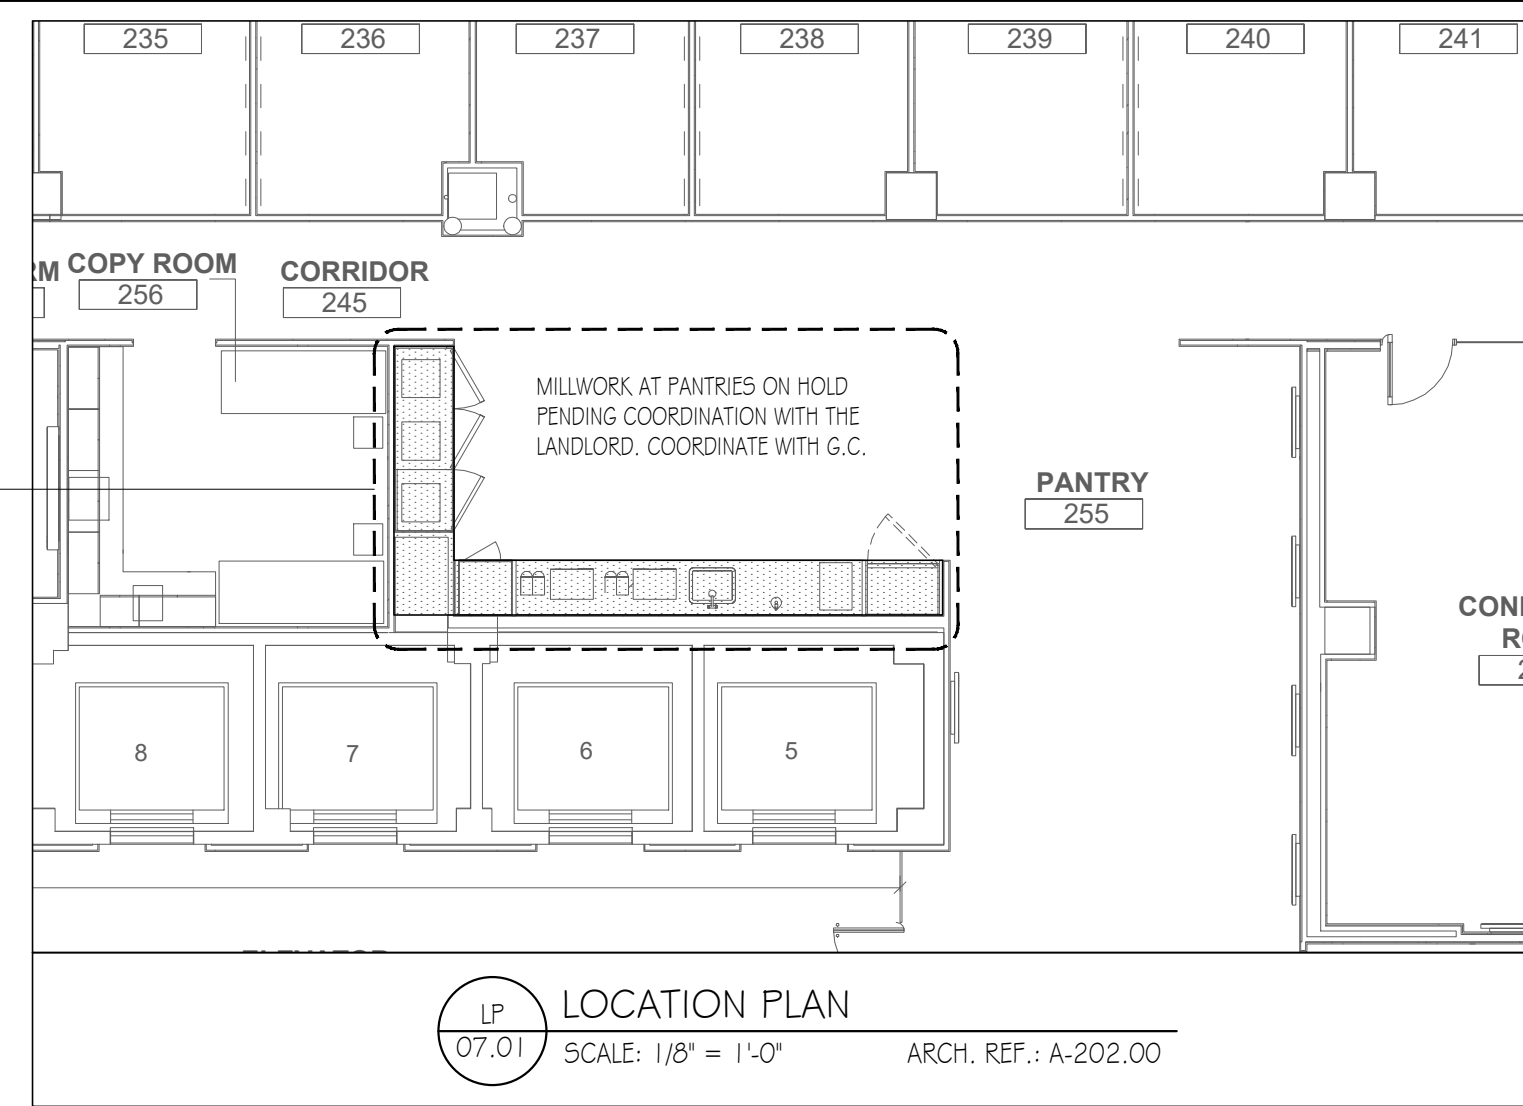 235 236 237 238 239 240 241
COPY ROOM
256
CORRIDOR
245
MILLWORK AT PANTRIES ON HOLD
PENDING COORDINATION WITH THE
LANDLORD. COORDINATE WITH G.C.
PANTRY
255
8 7 6 5
LP
07.01
LOCATION PLAN
SCALE: 1/8" = 1'-0"
ARCH. REF.: A-202.00